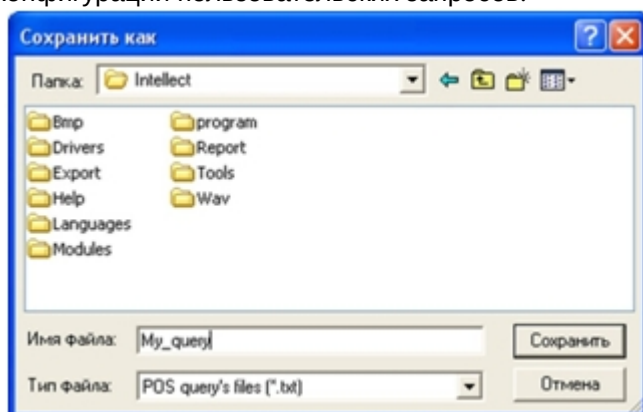 конфигурации пользовательских запросов.
Сохранить как
Папка: Intellect
Bmp program
Drivers Report
Export Tools
Help Wav
Languages
Modules
Имя файла: My_query Сохранить
Тип файла: POS query's files (*.txt) Отмена